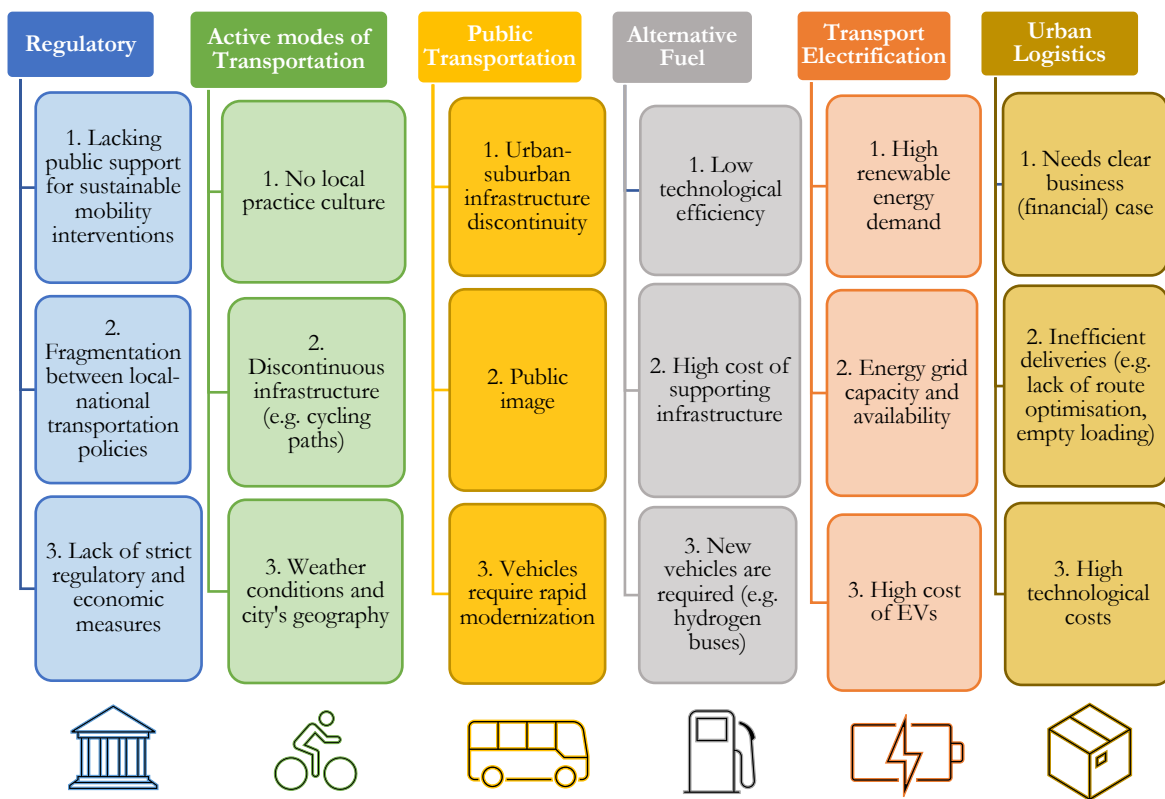 Regulatory
1. Lacking
public support
for sustainable
mobility
interventions
2.
Fragmentation
between local-
national
transportation
policies
3. Lack of strict
regulatory and
economic
measures
Active modes of
Transportation
1. No local
practice culture
2.
Discontinuous
infrastructure
(e.g. cycling
paths)
3. Weather
conditions and
city's geography
Public
Transportation
1. Urban-
suburban
infrastructure
discontinuity
2. Public
image
3. Vehicles
require rapid
modernization
Alternative
Fuel
1. Low
technological
efficiency
2. High cost of
supporting
infrastructure
3. New
vehicles are
required (e.g.
hydrogen
buses)
Transport
Electrification
1. High
renewable
energy
demand
2. Energy grid
capacity and
availability
3. High cost
of EVs
Urban
Logistics
1. Needs clear
business
(financial) case
2. Inefficient
deliveries (e.g.
lack of route
optimisation,
empty loading)
3. High
technological
costs